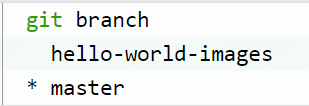 git branch
  hello-world-images
* master